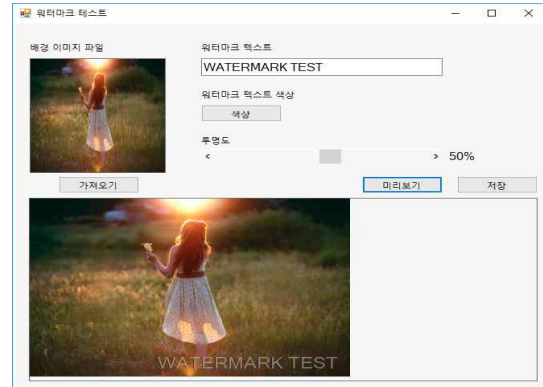 워터마크 테스트
배경 이미지 파일
워터마크 텍스트
WATERMARK TEST
워터마크 텍스트 색상
색상
투명도
50%
가져오기
미리보기
저장
WATERMARK TEST